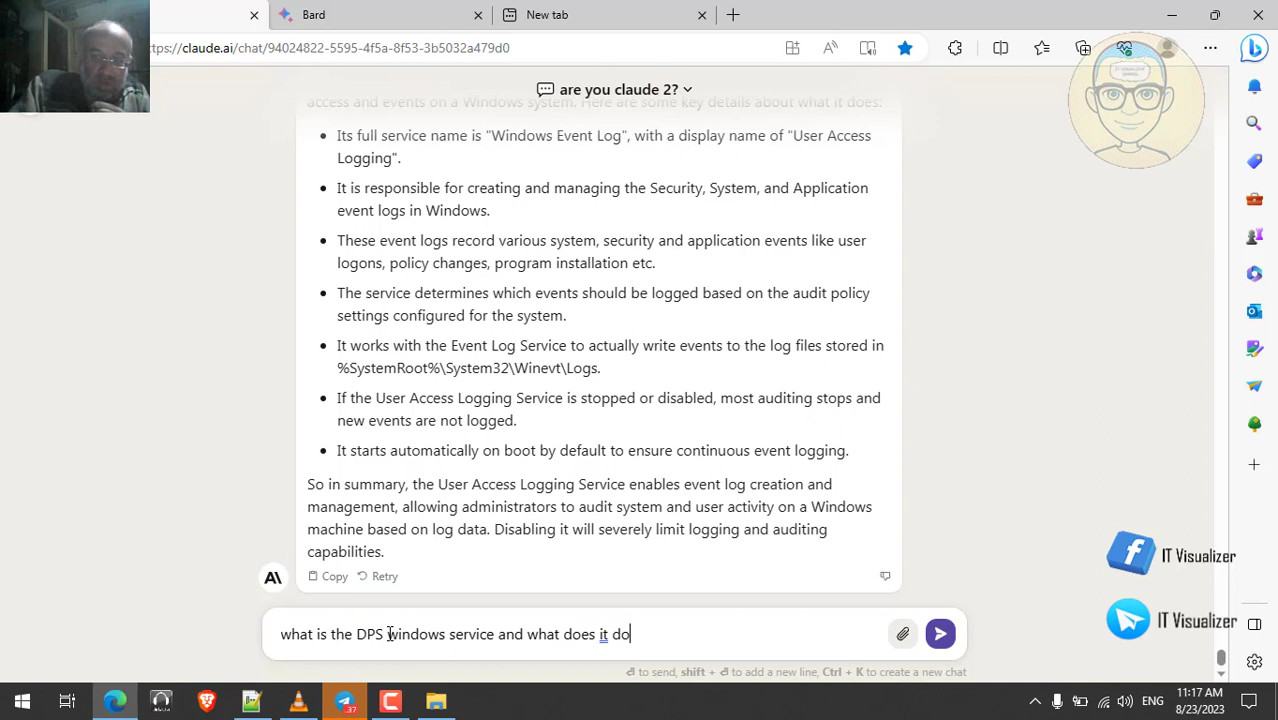 Bard
New tab
ttps://claude.ai/chat/94024822-5595-4f5a-8f53-3b5032a479d0
are you claude 2?
access and events on a Windows system. Here are some key details about what it does:
• Its full service name is "Windows Event Log", with a display name of "User Access
Logging".
• It is responsible for creating and managing the Security, System, and Application
event logs in Windows.
• These event logs record various system, security and application events like user
logons, policy changes, program installation etc.
• The service determines which events should be logged based on the audit policy
settings configured for the system.
• It works with the Event Log Service to actually write events to the log files stored in
%SystemRoot%\System32\Winevt\Logs.
• If the User Access Logging Service is stopped or disabled, most auditing stops and
new events are not logged.
• It starts automatically on boot by default to ensure continuous event logging.
So in summary, the User Access Logging Service enables event log creation and
management, allowing administrators to audit system and user activity on a Windows
machine based on log data. Disabling it will severely limit logging and auditing
capabilities.
Copy Retry
what is the DPS windows service and what does it do
to send, shift + to add a new line, Ctrl + K to create a new chat
IT Visualizer
IT Visualizer
37
ENG
11:17 AM
8/23/2023